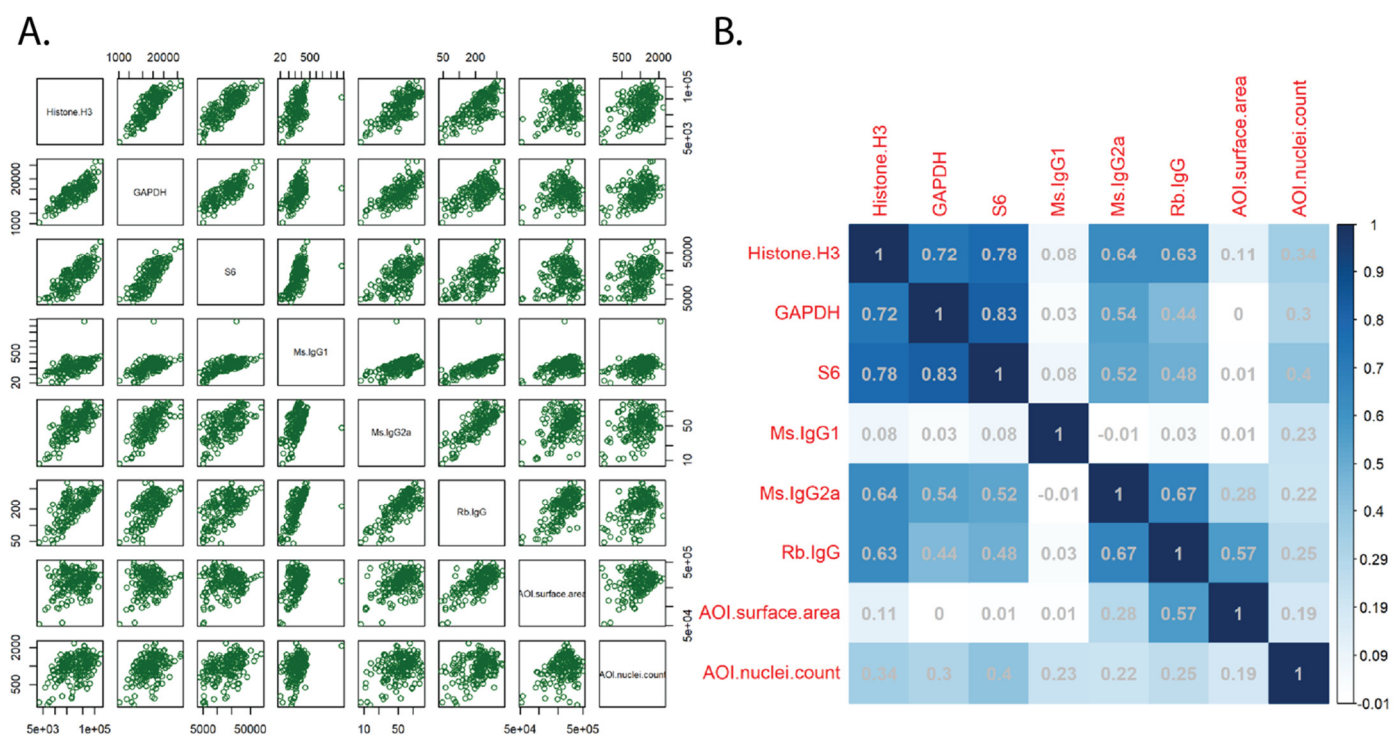 A.
B.
1000 20000
20 500
50 200
500 2000
Histone.H3
5e+03 1e+05
1000 20000
GAPDH
S6
5000 50000
20 500
Ms.IgG1
Ms.IgG2a
10 50
50 200
Rb.IgG
AOI.surface.area
5e+04 5e+05
500 2000
AOI.nuclei.count
5e+03 1e+05
5000 50000
10 50
5e+04 5e+05
Histone.H3
GAPDH
S6
Ms.IgG1
Ms.IgG2a
Rb.IgG
AOI.surface.area
AOI.nuclei.count
Histone.H3 1 0.72 0.78 0.08 0.64 0.63 0.11 0.34
GAPDH 0.72 1 0.83 0.03 0.54 0.44 0 0.3
S6 0.78 0.83 1 0.08 0.52 0.48 0.01 0.4
Ms.IgG1 0.08 0.03 0.08 1 -0.01 0.03 0.01 0.23
Ms.IgG2a 0.64 0.54 0.52 -0.01 1 0.67 0.28 0.22
Rb.IgG 0.63 0.44 0.48 0.03 0.67 1 0.57 0.25
AOI.surface.area 0.11 0 0.01 0.01 0.28 0.57 1 0.19
AOI.nuclei.count 0.34 0.3 0.4 0.23 0.22 0.25 0.19 1
1
0.9
0.8
0.7
0.6
0.5
0.4
0.29
0.19
0.09
-0.01